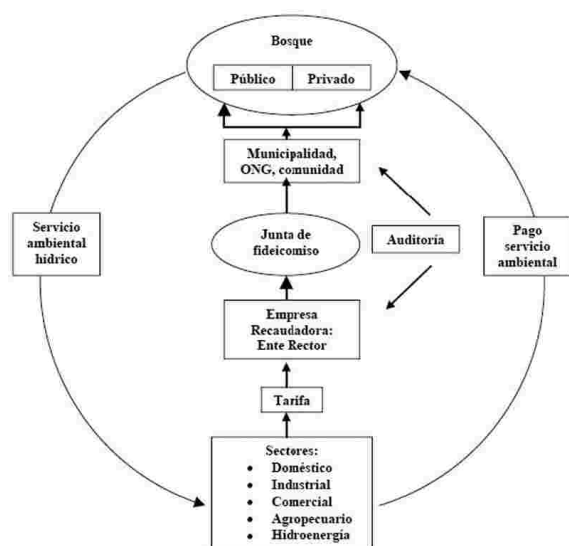 Bosque
Público
Privado
Municipalidad,
ONG, comunidad
Servicio
ambiental
hídrico
Junta de
fideicomiso
Auditoría
Pago
servicio
ambiental
Empresa
Recaudadora:
Ente Rector
Tarifa
Sectores:
• Doméstico
• Industrial
• Comercial
• Agropecuario
• Hidroenergía